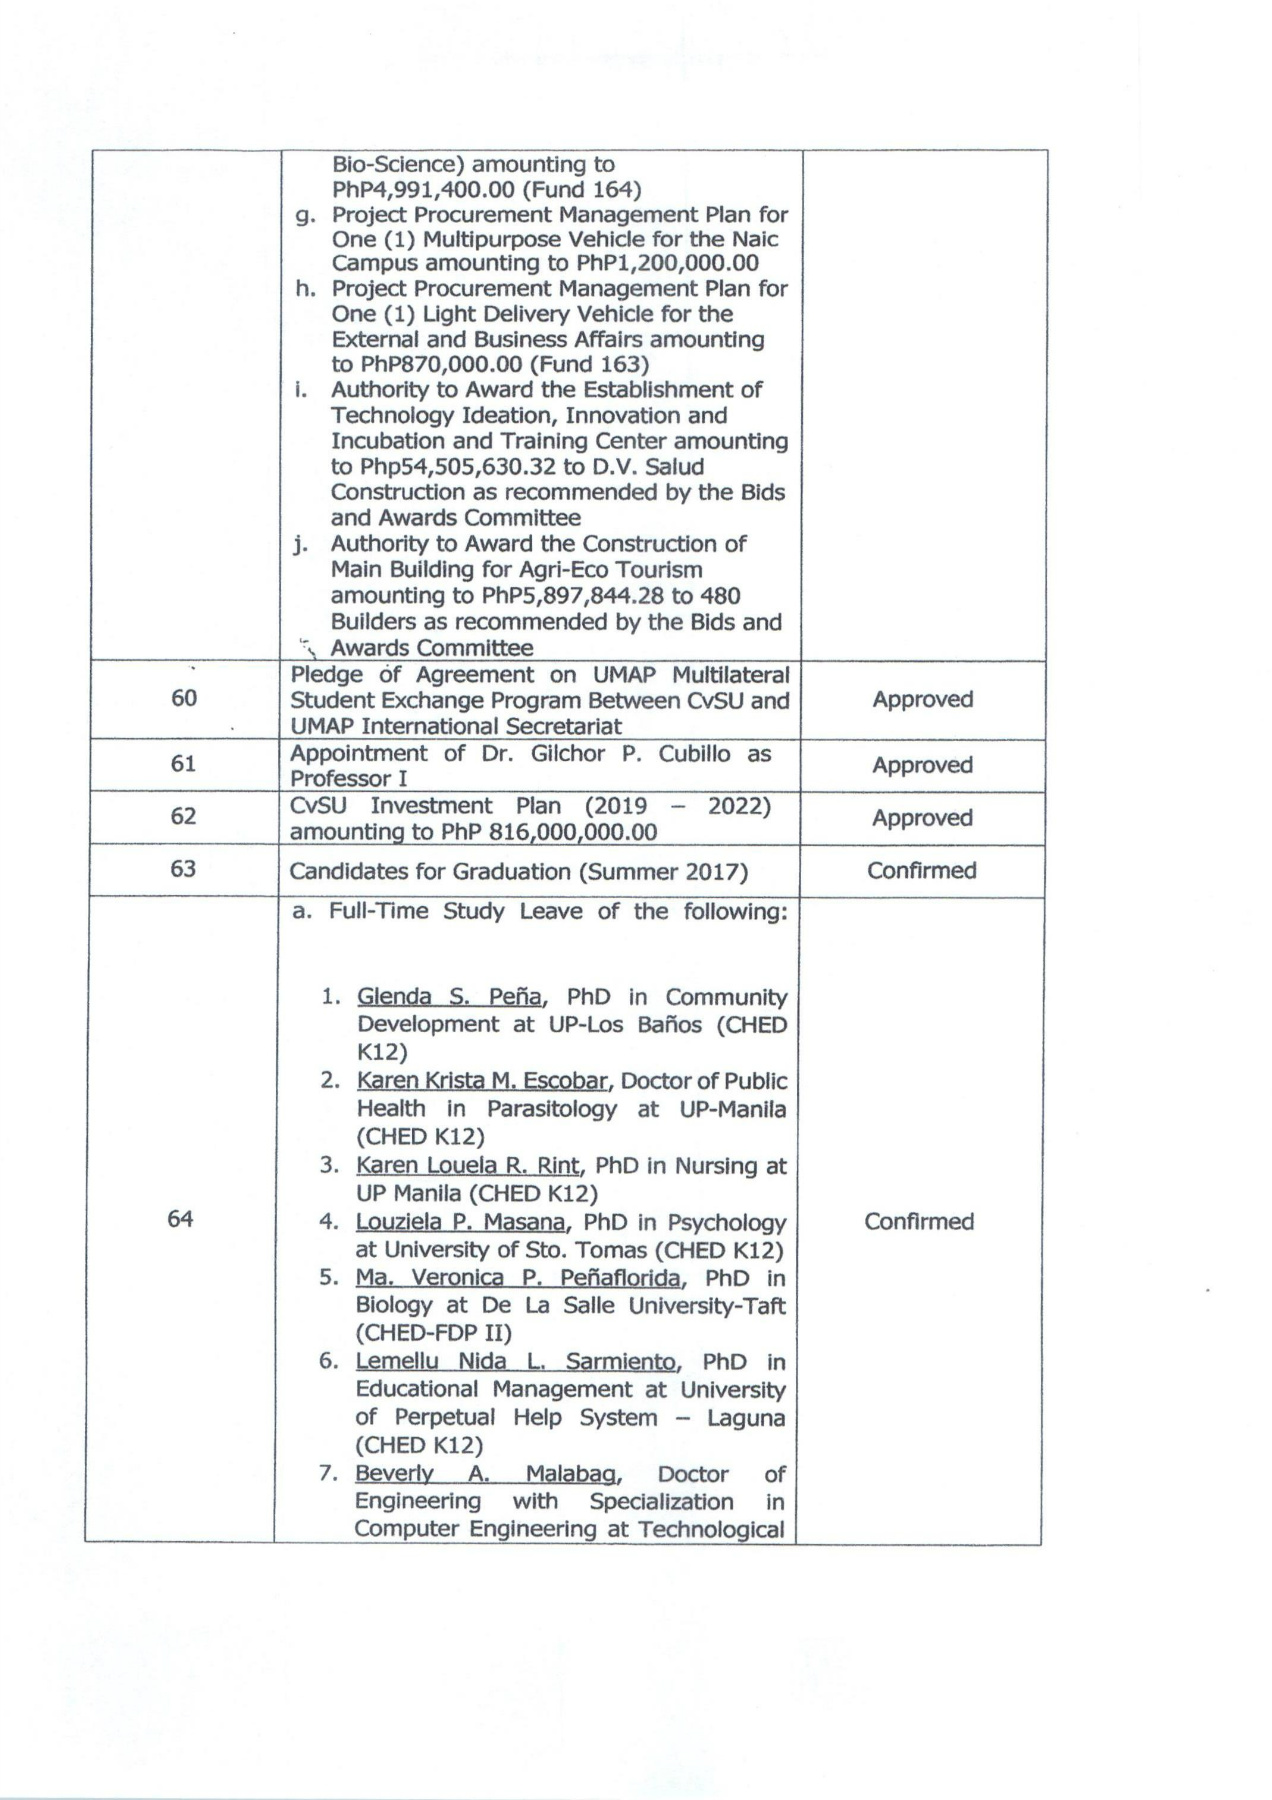 Bio-Science) amounting to
PhP4,991,400.00 (Fund 164)
g. Project Procurement Management Plan for
One (1) Multipurpose Vehicle for the Naic
Campus amounting to PhP1,200,000.00
h. Project Procurement Management Plan for
One (1) Light Delivery Vehicle for the
External and Business Affairs amounting
to PhP870,000.00 (Fund 163)
i. Authority to Award the Establishment of
Technology Ideation, Innovation and
Incubation and Training Center amounting
to Php54,505,630.32 to D.V. Salud
Construction as recommended by the Bids
and Awards Committee
j. Authority to Award the Construction of
Main Building for Agri-Eco Tourism
amounting to PhP5,897,844.28 to 480
Builders as recommended by the Bids and
Awards Committee
60
Pledge of Agreement on UMAP Multilateral
Student Exchange Program Between CvSU and
UMAP International Secretariat
Approved
61
Appointment of Dr. Gilchor P. Cubillo as
Professor I
Approved
62
CvSU Investment Plan (2019 – 2022)
amounting to PhP 816,000,000.00
Approved
63
Candidates for Graduation (Summer 2017)
Confirmed
64
a. Full-Time Study Leave of the following:
1. Glenda S. Peña, PhD in Community
Development at UP-Los Baños (CHED
K12)
2. Karen Krista M. Escobar, Doctor of Public
Health in Parasitology at UP-Manila
(CHED K12)
3. Karen Louela R. Rint, PhD in Nursing at
UP Manila (CHED K12)
4. Louziela P. Masana, PhD in Psychology
at University of Sto. Tomas (CHED K12)
5. Ma. Veronica P. Peñaflorida, PhD in
Biology at De La Salle University-Taft
(CHED-FDP II)
6. Lemellu Nida L. Sarmiento, PhD in
Educational Management at University
of Perpetual Help System – Laguna
(CHED K12)
7. Beverly A. Malabag, Doctor of
Engineering with Specialization in
Computer Engineering at Technological
Confirmed